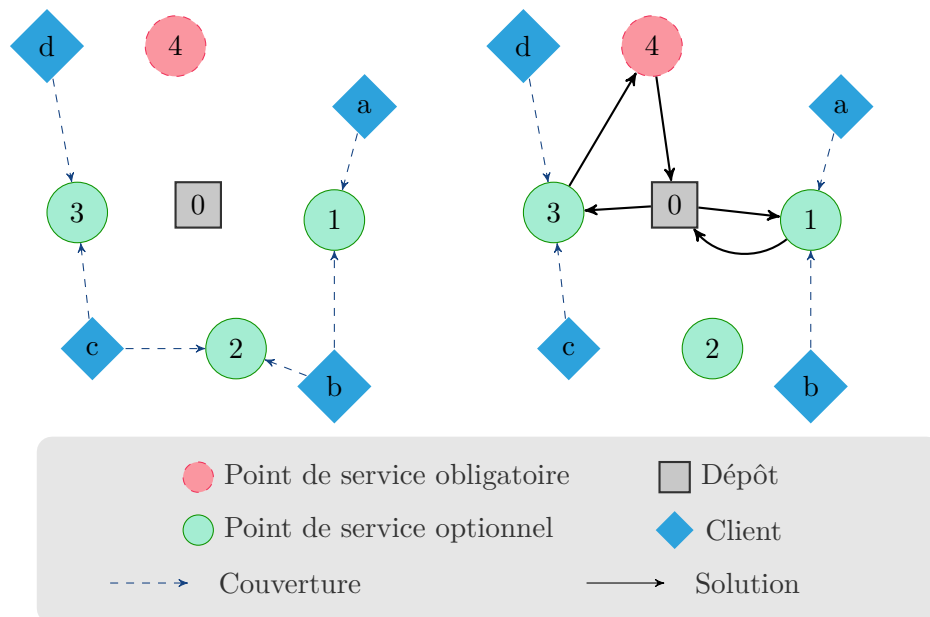 d 4 d 4
a a
3 0 1 3 0 1
c 2 b c 2 b
Point de service obligatoire Dépôt
Point de service optionnel Client
Couverture Solution